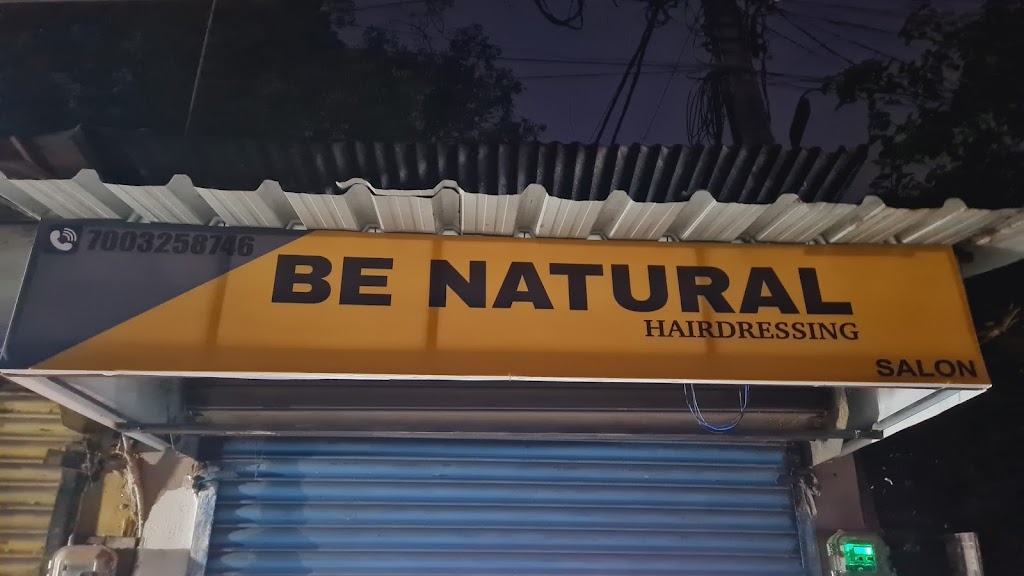 7003258746
BE NATURAL
HAIRDRESSING
SALON